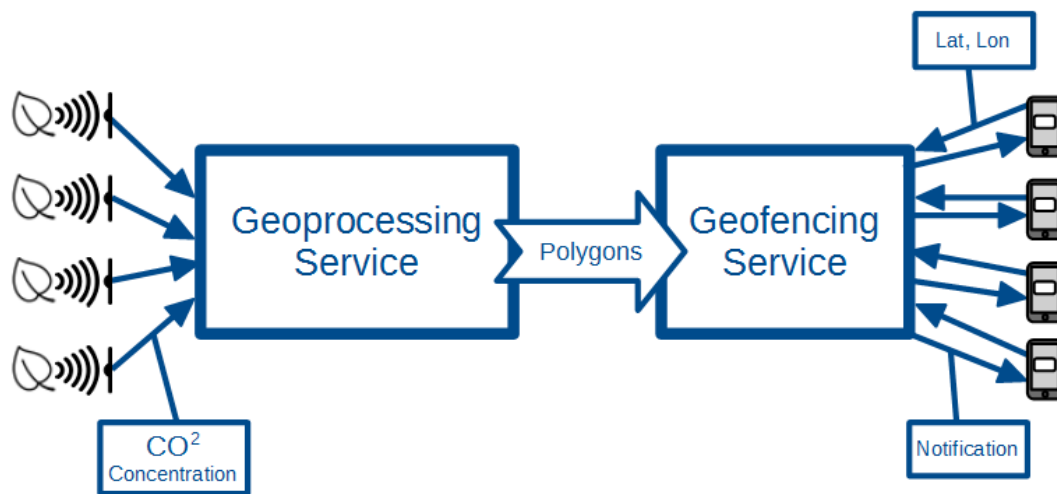 Lat, Lon
Geoprocessing
Service
Polygons
Geofencing
Service
CO²
Concentration
Notification